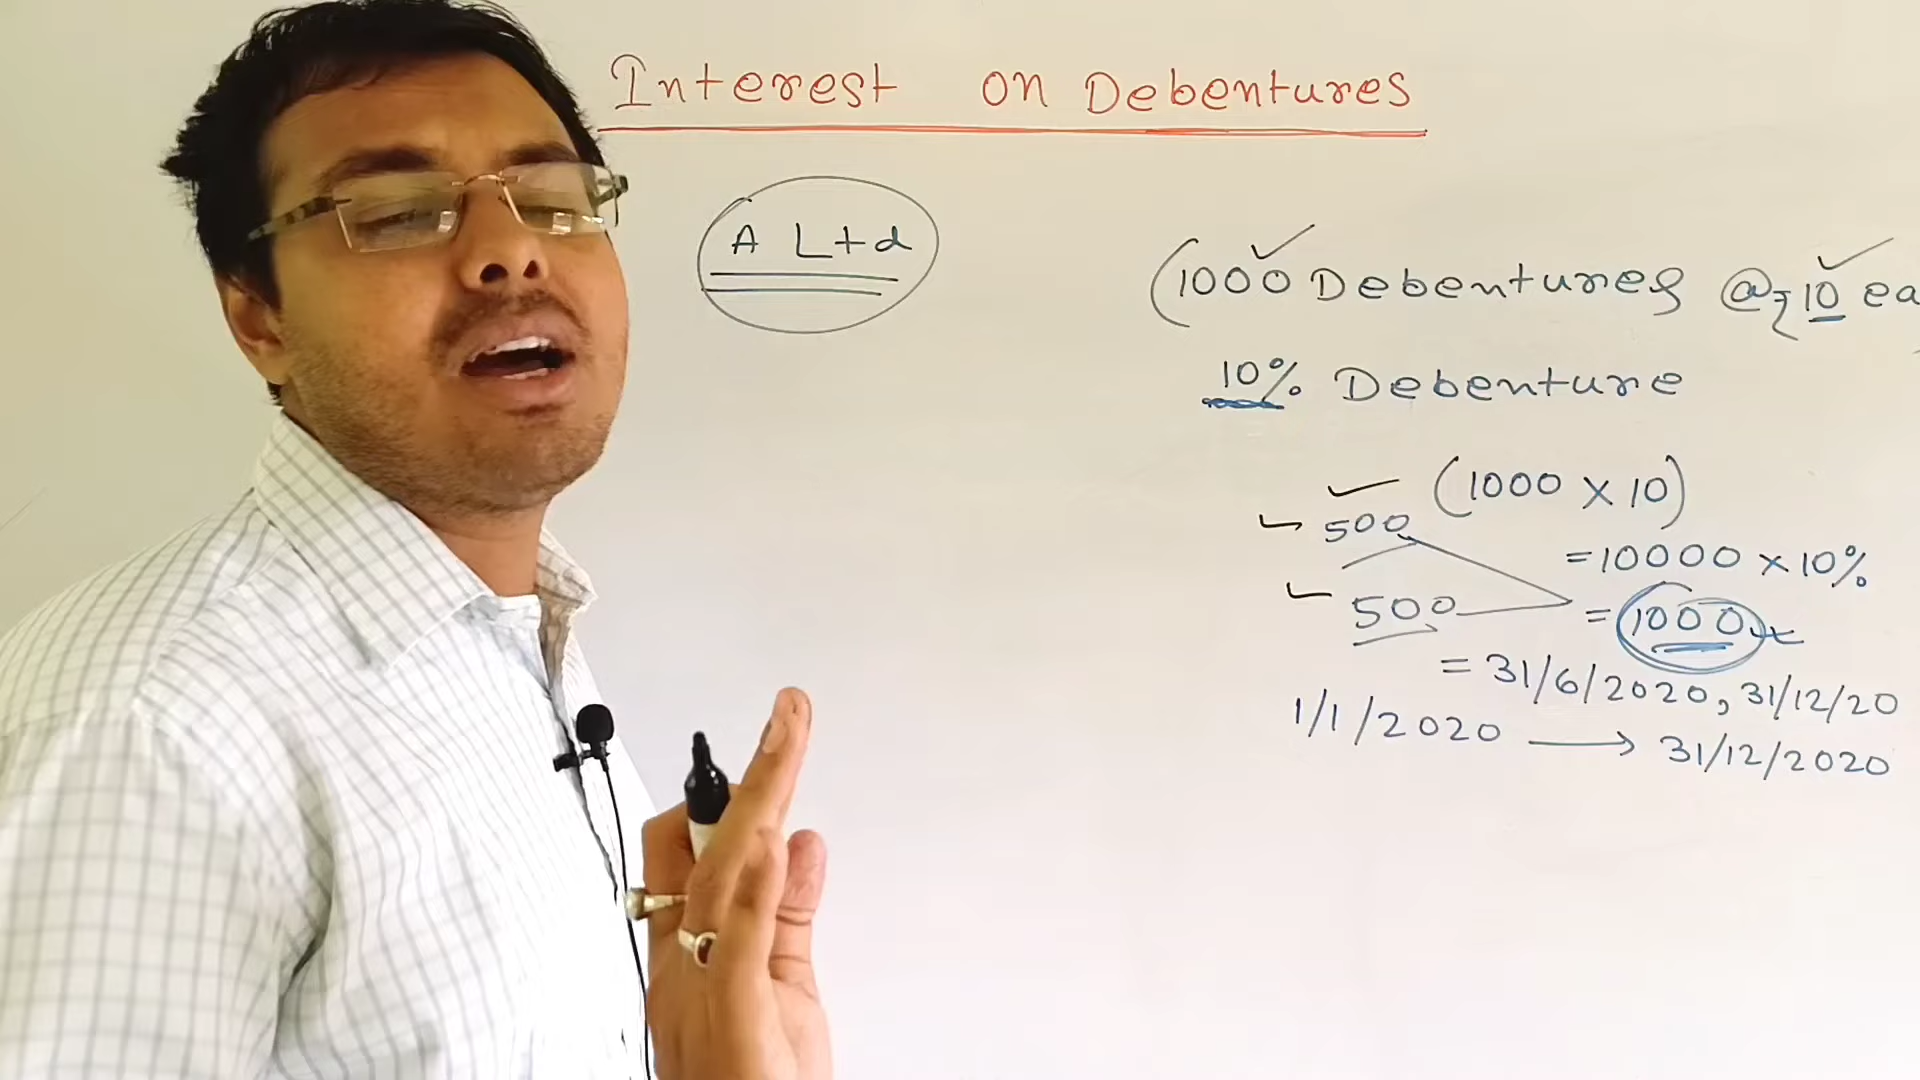 Interest on Debentures
A Ltd
(1000 Debentures @ ₹10 ea
10% Debenture
(1000 x 10)
500
= 10000 x 10%
500
= 1000
= 31/6/2020, 31/12/20
1/1/2020 → 31/12/2020